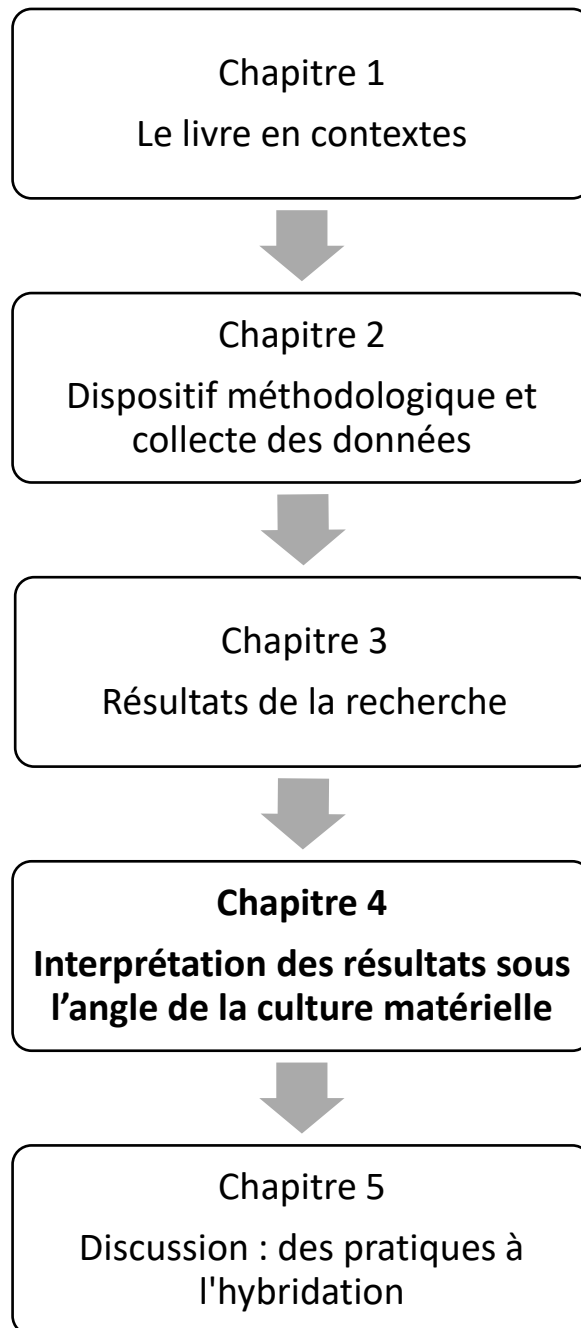 Chapitre 1
Le livre en contextes
Chapitre 2
Dispositif méthodologique et
collecte des données
Chapitre 3
Résultats de la recherche
Chapitre 4
Interprétation des résultats sous
l’angle de la culture matérielle
Chapitre 5
Discussion : des pratiques à
l'hybridation